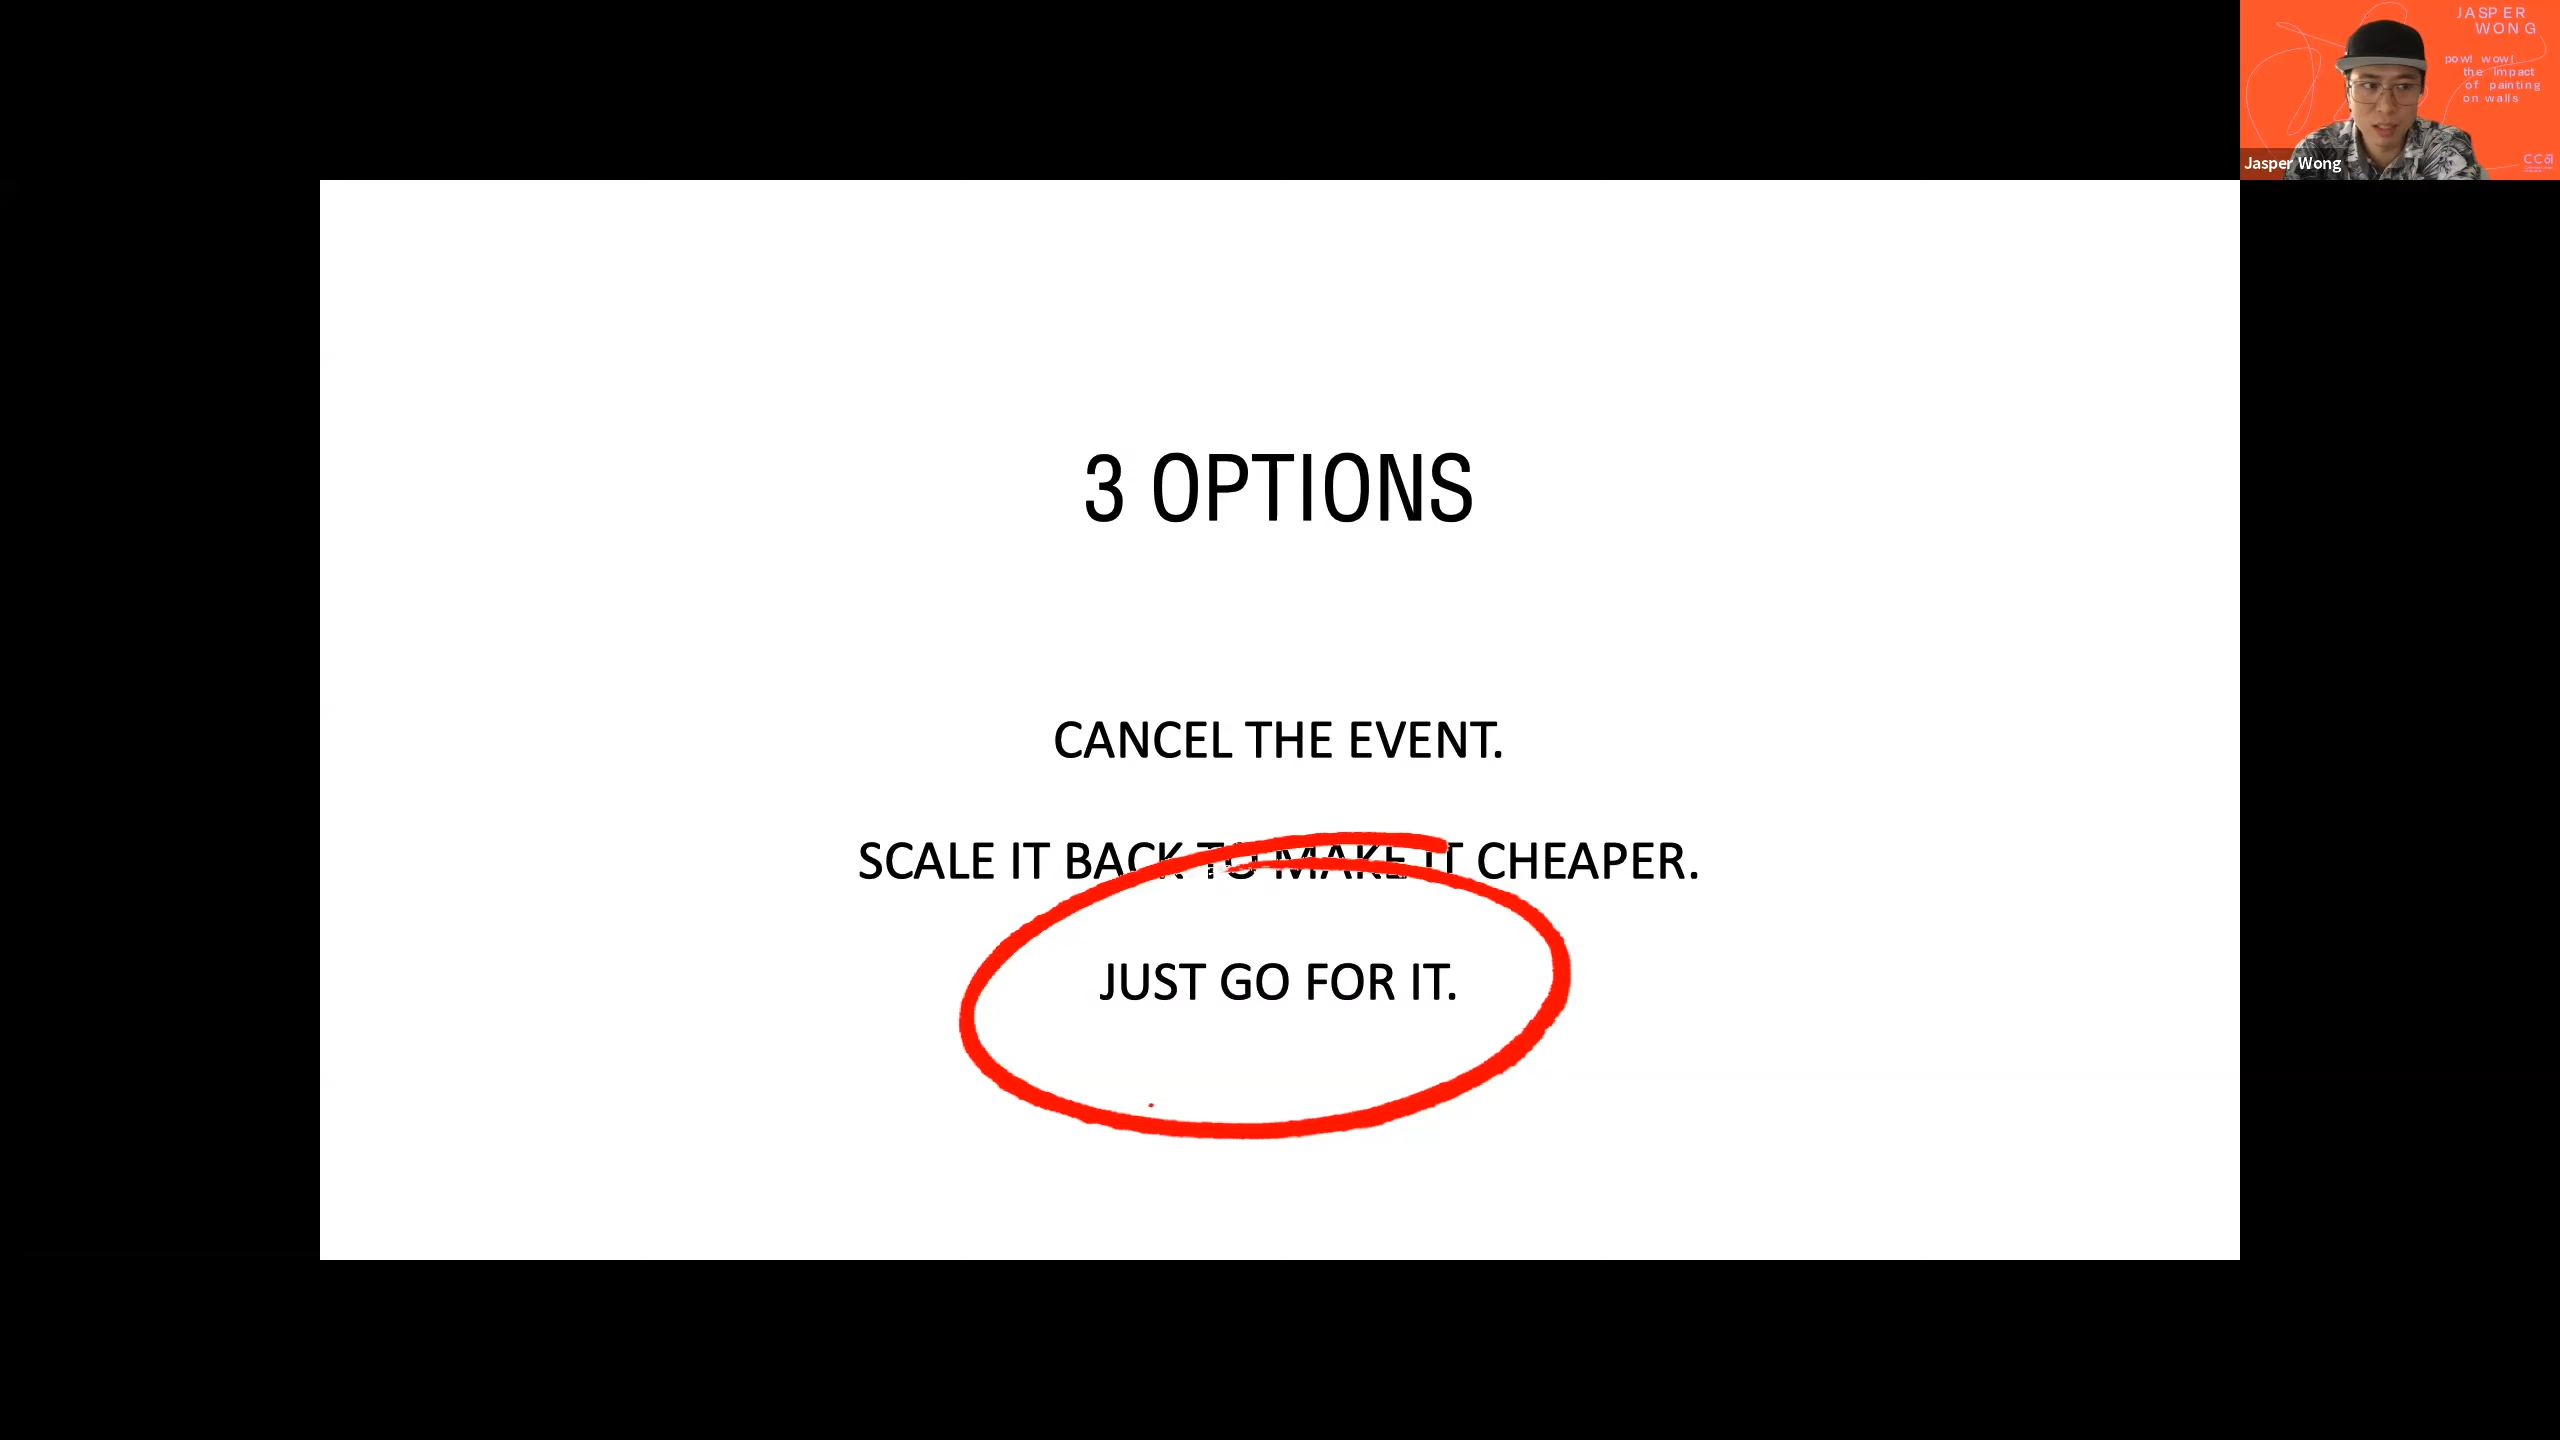 JASPER
WONG
pow! wow!
the impact
of painting
on walls
Jasper Wong
3 OPTIONS
CANCEL THE EVENT.
SCALE IT BACK TO MAKE IT CHEAPER.
JUST GO FOR IT.